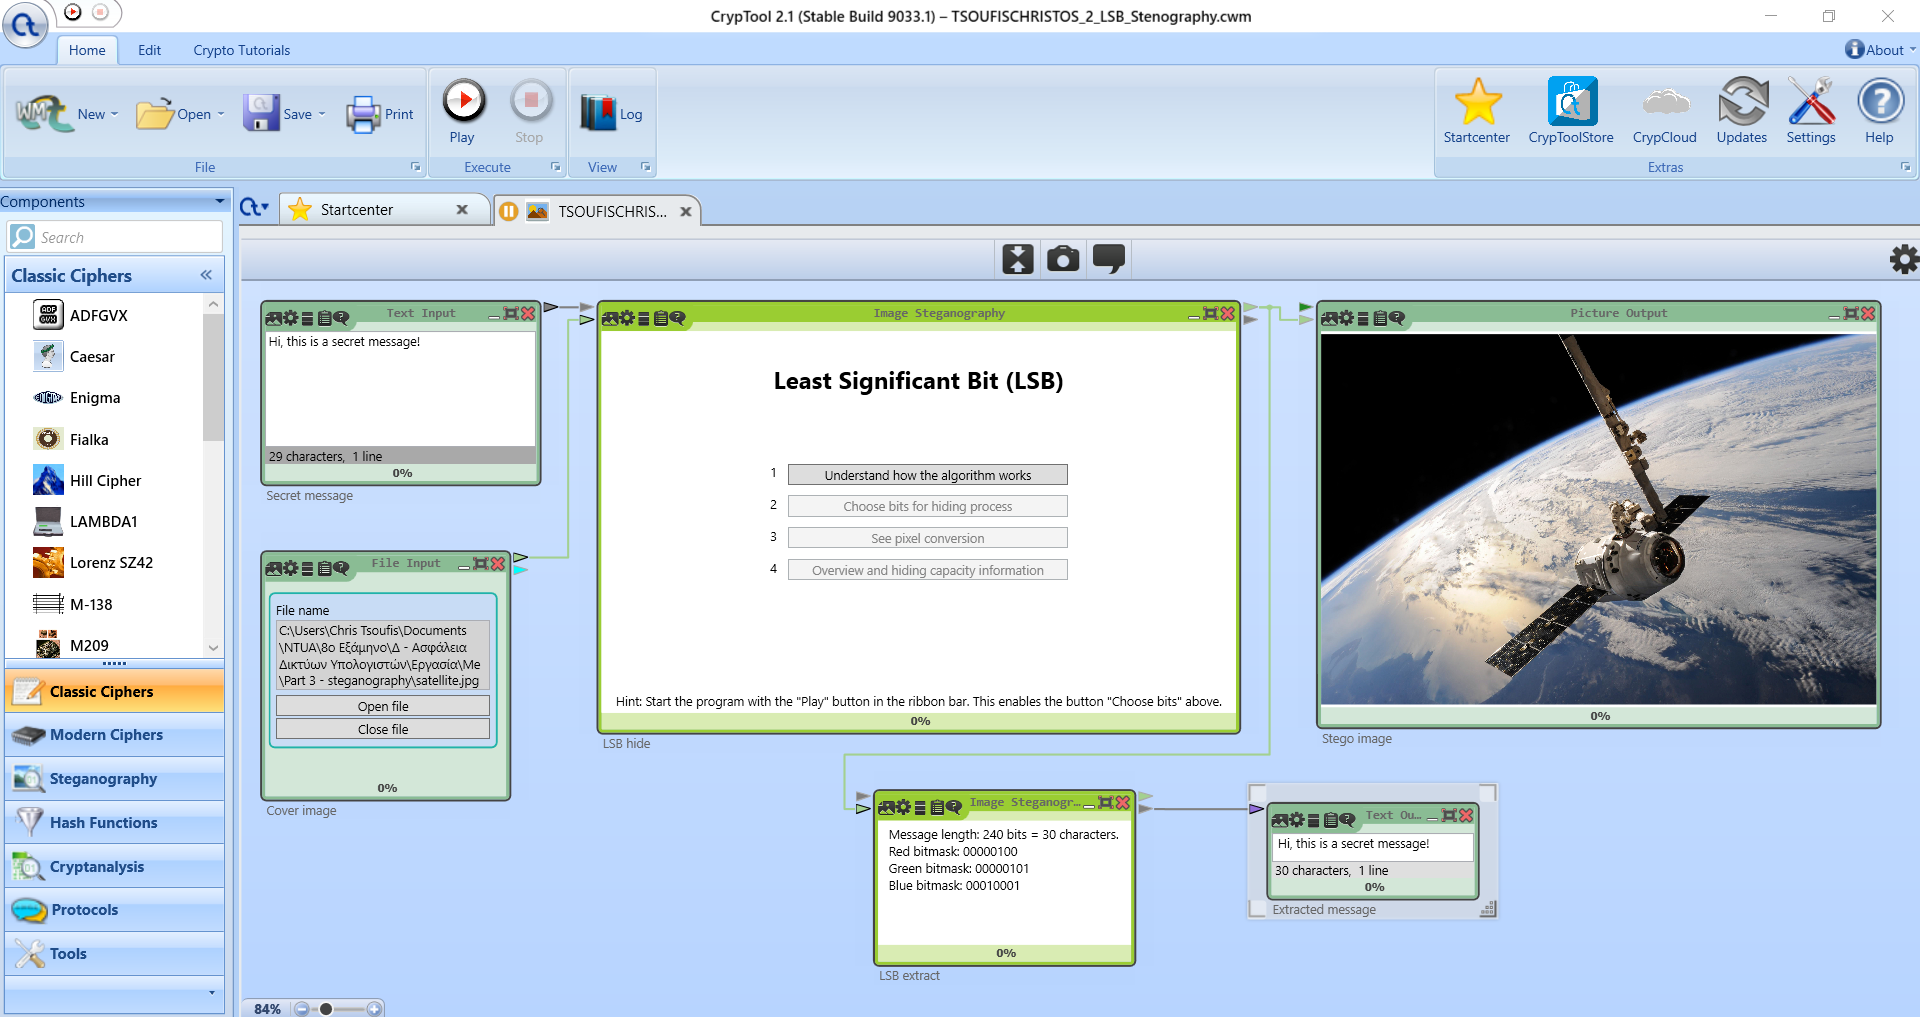 CrypTool 2.1 (Stable Build 9033.1) – TSOUFISCHRISTOS_2_LSB_Stenography.cwm
Home
Edit
Crypto Tutorials
About
New
Open
Save
Print
File
Play
Stop
Execute
Log
View
Startcenter
CrypToolStore
CrypCloud
Updates
Settings
Help
Extras
Components
Startcenter
TSOUFISCHRIS...
Search
Classic Ciphers
ADFGVX
Caesar
Enigma
Fialka
Hill Cipher
LAMBDA1
Lorenz SZ42
M-138
M209
Classic Ciphers
Modern Ciphers
Steganography
Hash Functions
Cryptanalysis
Protocols
Tools
Text Input
Hi, this is a secret message!
29 characters, 1 line
0%
Secret message
File Input
File name
C:\Users\Chris Tsoufis\Documents
\NTUA\8ο Εξάμηνο\Δ - Ασφάλεια
Δικτύων Υπολογιστών\Εργασία\Me
\Part 3 - steganography\satellite.jpg
Open file
Close file
0%
Cover image
Image Steganography
Least Significant Bit (LSB)
1 Understand how the algorithm works
2 Choose bits for hiding process
3 See pixel conversion
4 Overview and hiding capacity information
Hint: Start the program with the "Play" button in the ribbon bar. This enables the button "Choose bits" above.
0%
LSB hide
Picture Output
0%
Stego image
Image Steganogr...
Message length: 240 bits = 30 characters.
Red bitmask: 00000100
Green bitmask: 00000101
Blue bitmask: 00010001
0%
LSB extract
Text Ou...
Hi, this is a secret message!
30 characters, 1 line
0%
Extracted message
84%